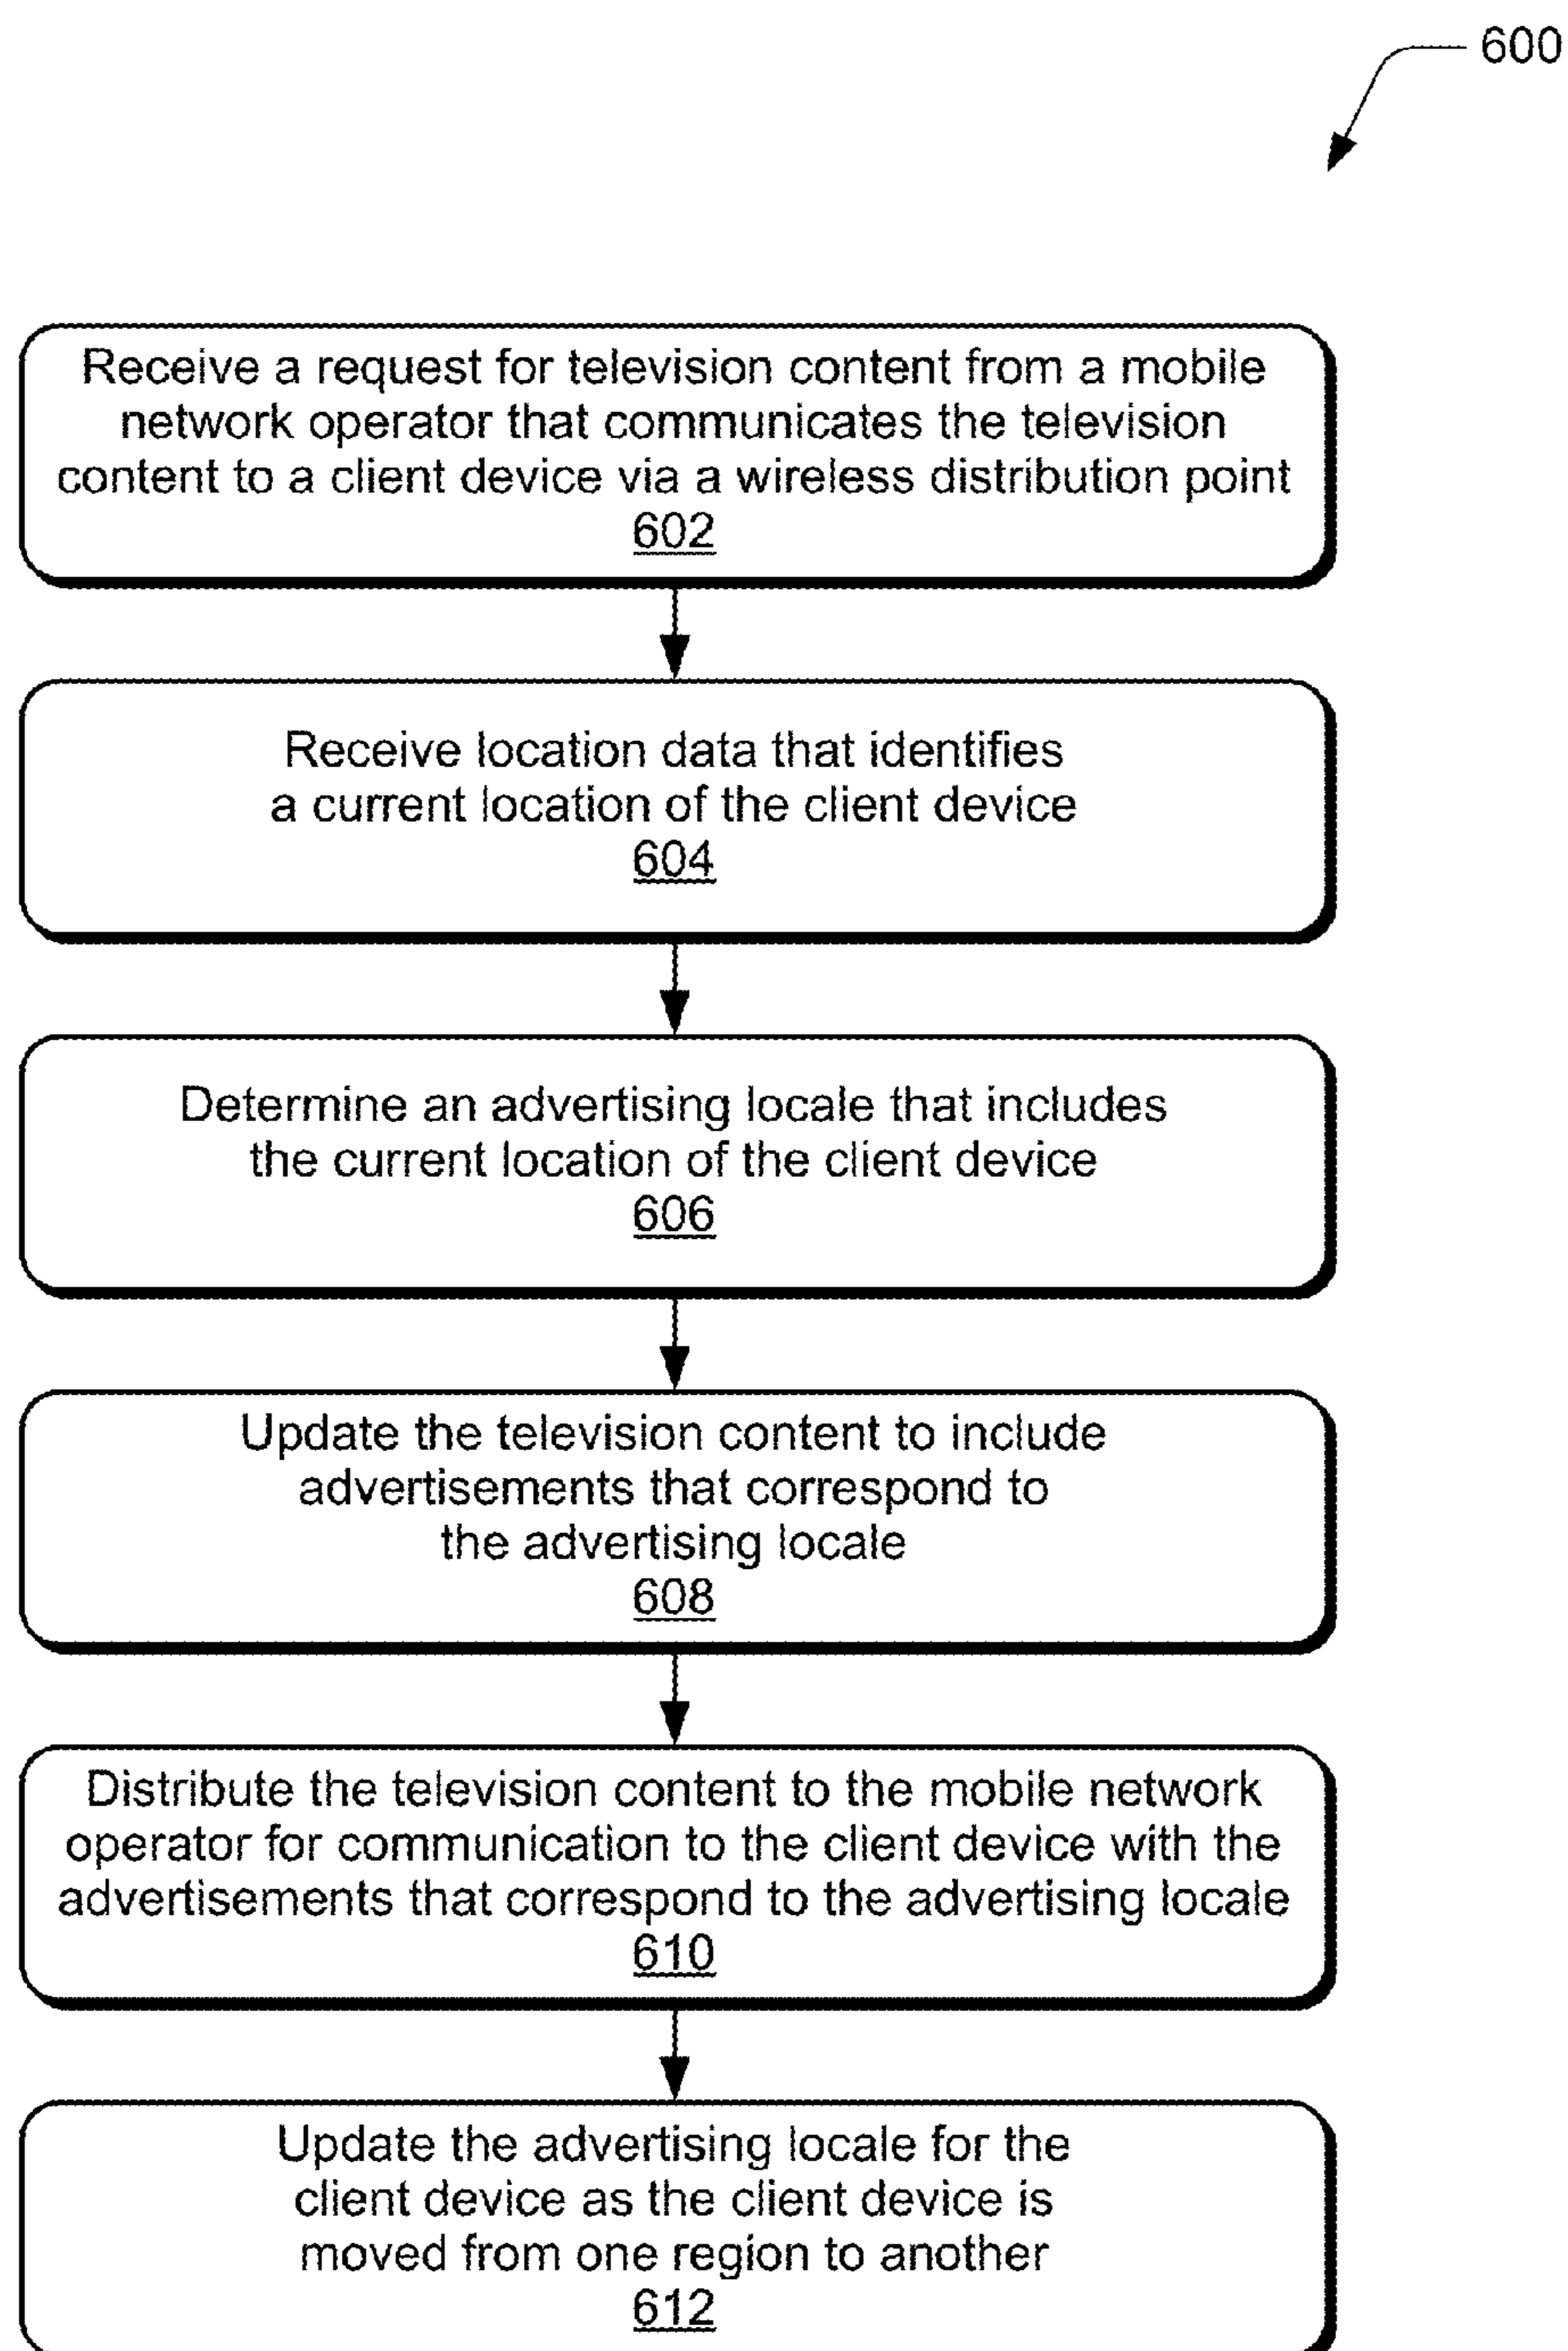 600
Receive a request for television content from a mobile
network operator that communicates the television
content to a client device via a wireless distribution point
602
Receive location data that identifies
a current location of the client device
604
Determine an advertising locale that includes
the current location of the client device
606
Update the television content to include
advertisements that correspond to
the advertising locale
608
Distribute the television content to the mobile network
operator for communication to the client device with the
advertisements that correspond to the advertising locale
610
Update the advertising locale for the
client device as the client device is
moved from one region to another
612